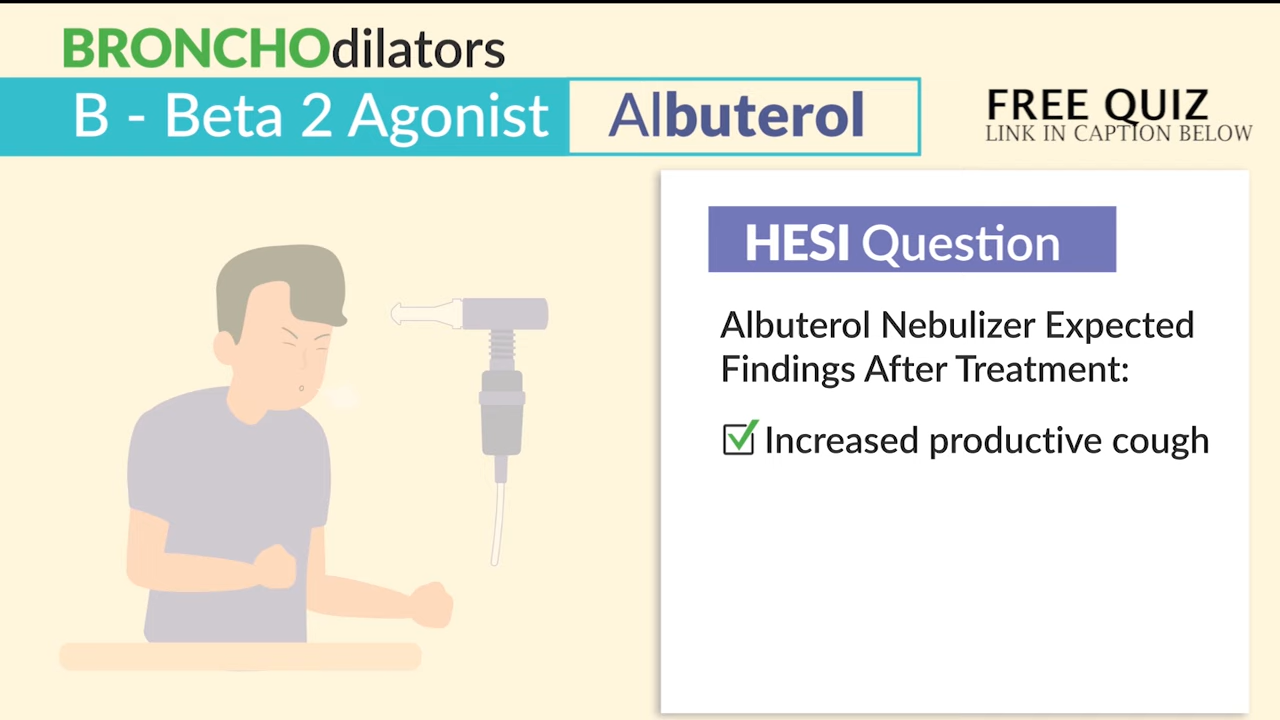 BRONCHOdilators
B - Beta 2 Agonist Albuterol
FREE QUIZ
LINK IN CAPTION BELOW
HESI Question
Albuterol Nebulizer Expected
Findings After Treatment:
Increased productive cough